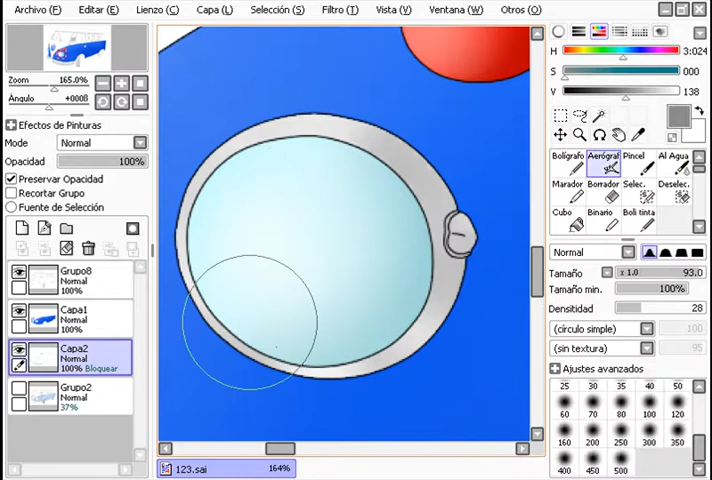 Archivo (F) Editar (E) Lienzo (C) Capa (L) Selección (S) Filtro (T) Vista (V) Ventana (W) Otros (O)
Zoom 165.0%
Ángulo +0008
Efectos de Pinturas
Mode Normal
Opacidad 100%
Preservar Opacidad
Recortar Grupo
Fuente de Selección
Grupo8
Normal
100%
Capa1
Normal
100%
Capa2
Normal
100% Bloquear
Grupo2
Normal
37%
123.sai 164%
H 3:024
S 000
V 138
Bolígrafo Aerógraf Pincel Al Agua
Marador Borrador Selec. Deselec.
Cubo Binario Boli tinta
Normal
Tamaño x 1.0 93.0
Tamaño min. 100%
Densitidad 28
(círculo simple) 100
(sin textura) 95
Ajustes avanzados
25 30 35 40 50
60 70 80 100 120
160 200 250 300 350
400 450 500